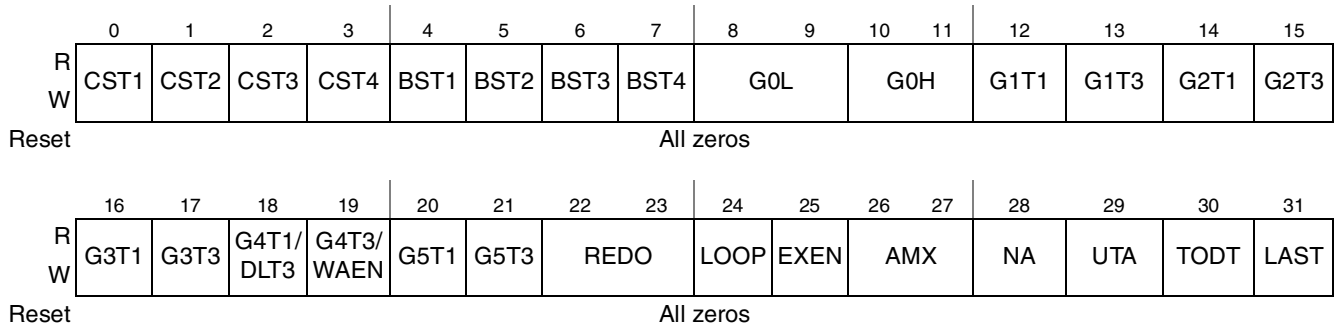 0 1 2 3 4 5 6 7 8 9 10 11 12 13 14 15
R
W
CST1 CST2 CST3 CST4 BST1 BST2 BST3 BST4 G0L G0H G1T1 G1T3 G2T1 G2T3
Reset All zeros
16 17 18 19 20 21 22 23 24 25 26 27 28 29 30 31
R
W
G3T1 G3T3 G4T1/ DLT3 G4T3/ WAEN G5T1 G5T3 REDO LOOP EXEN AMX NA UTA TODT LAST
Reset All zeros